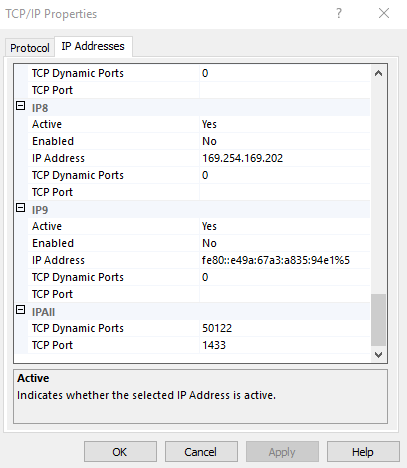 TCP/IP Properties
Protocol IP Addresses
TCP Dynamic Ports 0
TCP Port
IP8
Active Yes
Enabled No
IP Address 169.254.169.202
TCP Dynamic Ports 0
TCP Port
IP9
Active Yes
Enabled No
IP Address fe80::e49a:67a3:a835:94e1%5
TCP Dynamic Ports 0
TCP Port
IPAll
TCP Dynamic Ports 50122
TCP Port 1433
Active
Indicates whether the selected IP Address is active.
OK Cancel Apply Help